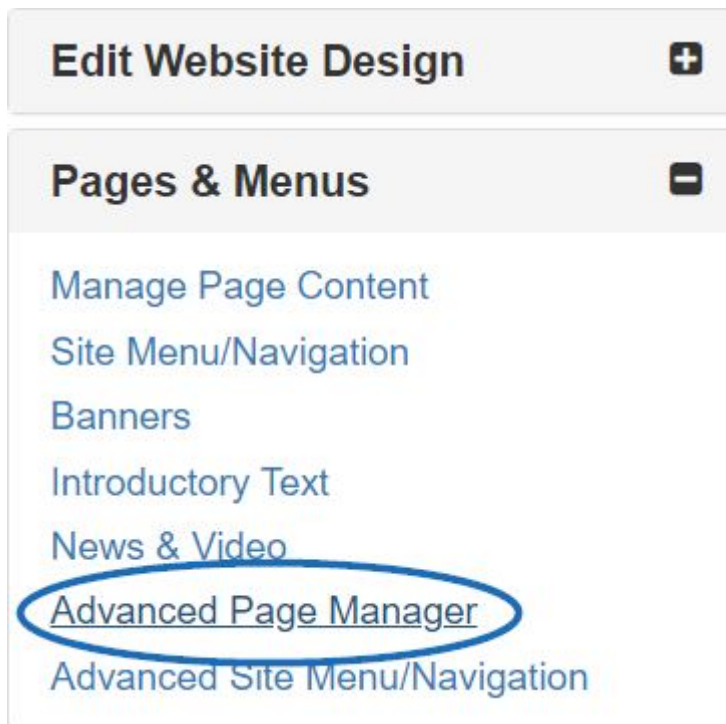 Edit Website Design
Pages & Menus
Manage Page Content
Site Menu/Navigation
Banners
Introductory Text
News & Video
Advanced Page Manager
Advanced Site Menu/Navigation